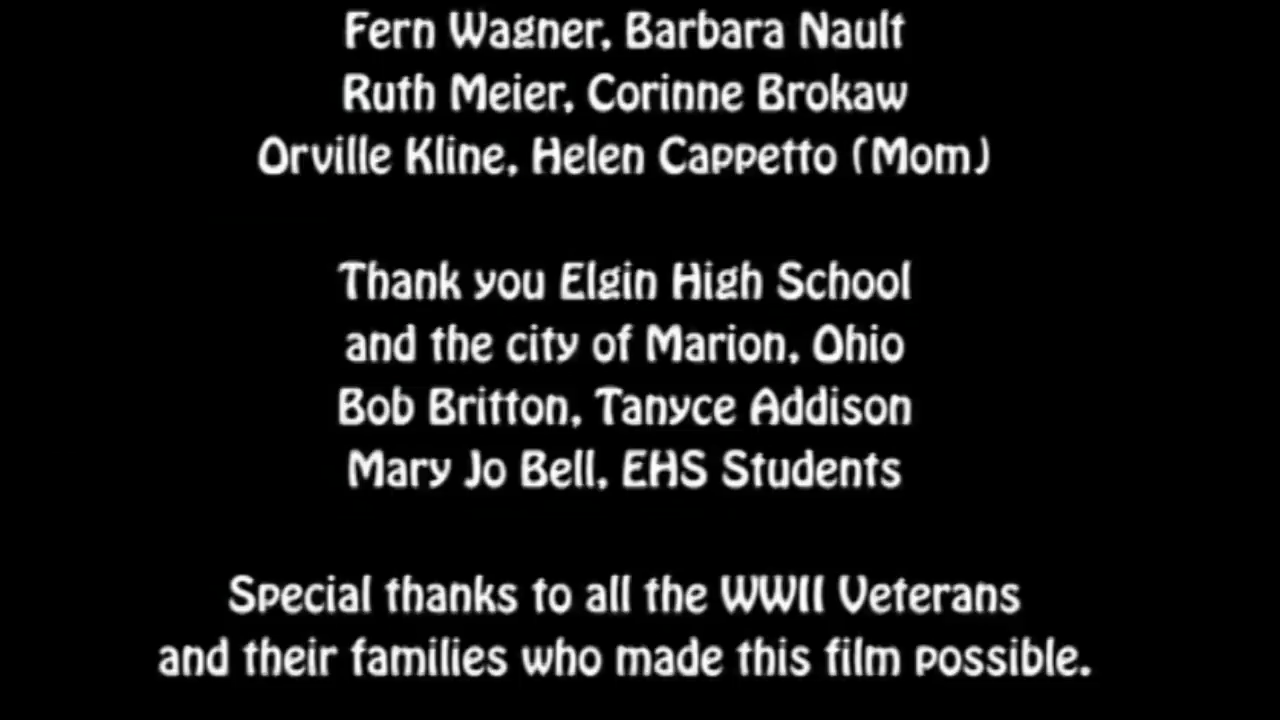 Fern Wagner, Barbara Nault
Ruth Meier, Corinne Brokaw
Orville Kline, Helen Cappetto (Mom)
Thank you Elgin High School
and the city of Marion, Ohio
Bob Britton, Tanyce Addison
Mary Jo Bell, EHS Students
Special thanks to all the WWII Veterans
and their families who made this film possible.